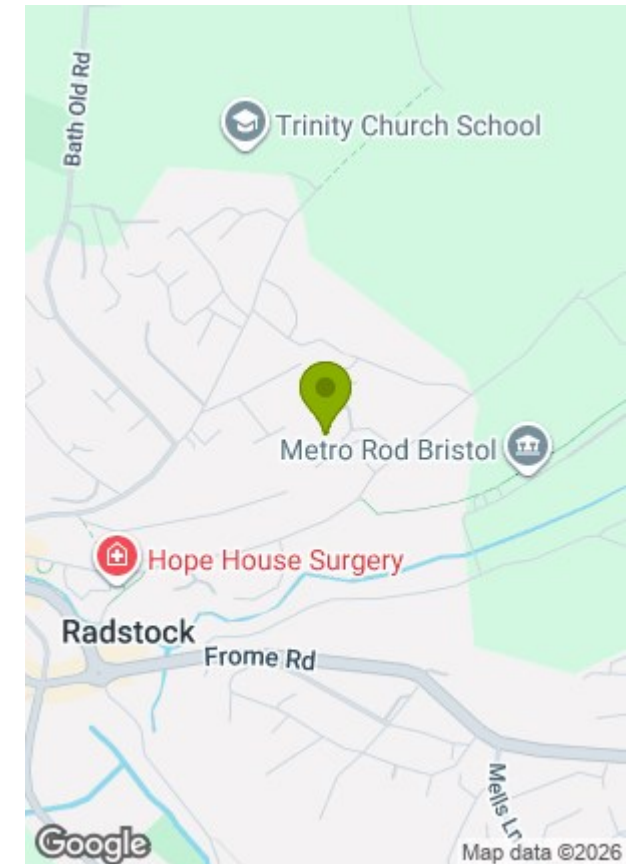 Bath Old Rd
Trinity Church School
Metro Rod Bristol
Hope House Surgery
Radstock
Frome Rd
Mells Ln
Google
Map data ©2026